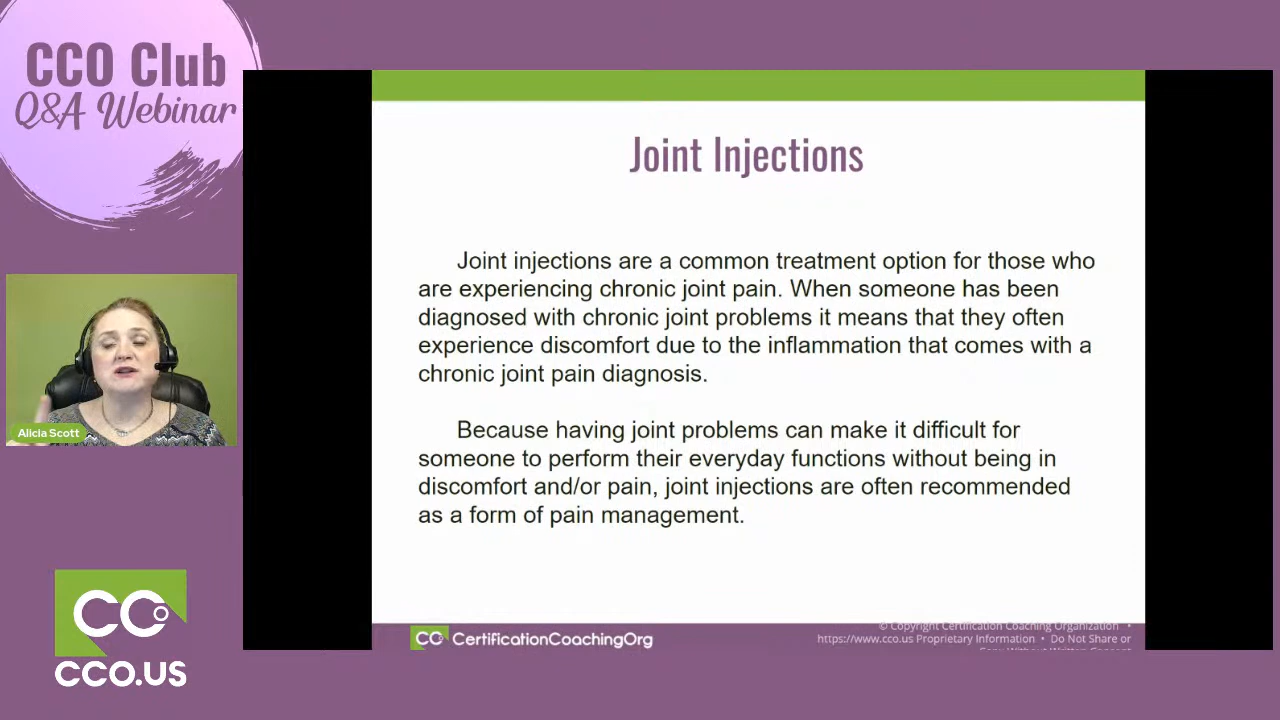 CCO Club
Q&A Webinar
Joint Injections
Joint injections are a common treatment option for those who
are experiencing chronic joint pain. When someone has been
diagnosed with chronic joint problems it means that they often
experience discomfort due to the inflammation that comes with a
chronic joint pain diagnosis.
Because having joint problems can make it difficult for
someone to perform their everyday functions without being in
discomfort and/or pain, joint injections are often recommended
as a form of pain management.
Alicia Scott
CCO
CCO.US
CCO CertificationCoachingOrg
© Copyright Certification Coaching Organization •
https://www.cco.us Proprietary Information • Do Not Share or
Copy Without Written Consent